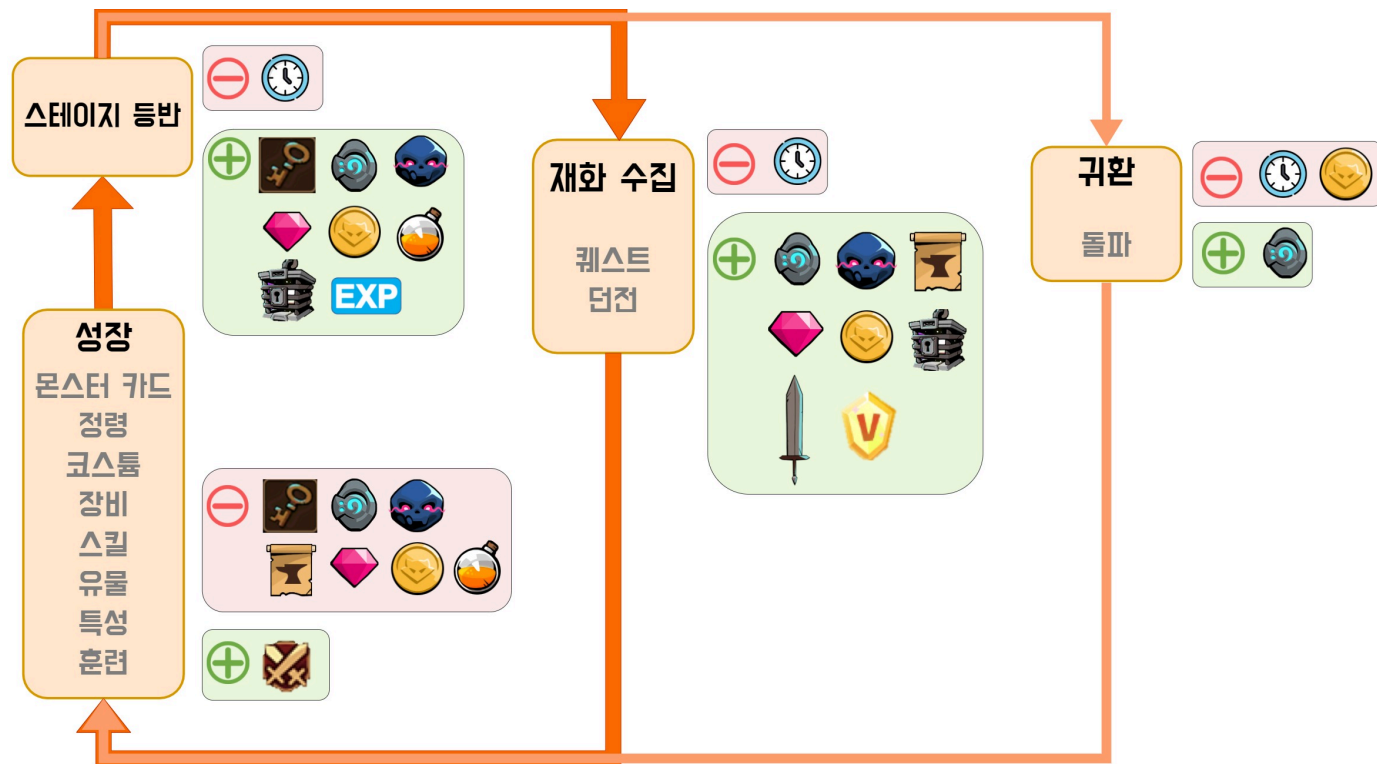 스테이지 등반
EXP
재화 수집
퀘스트
던전
V
귀환
돌파
성장
몬스터 카드
정령
코스튬
장비
스킬
유물
특성
훈련